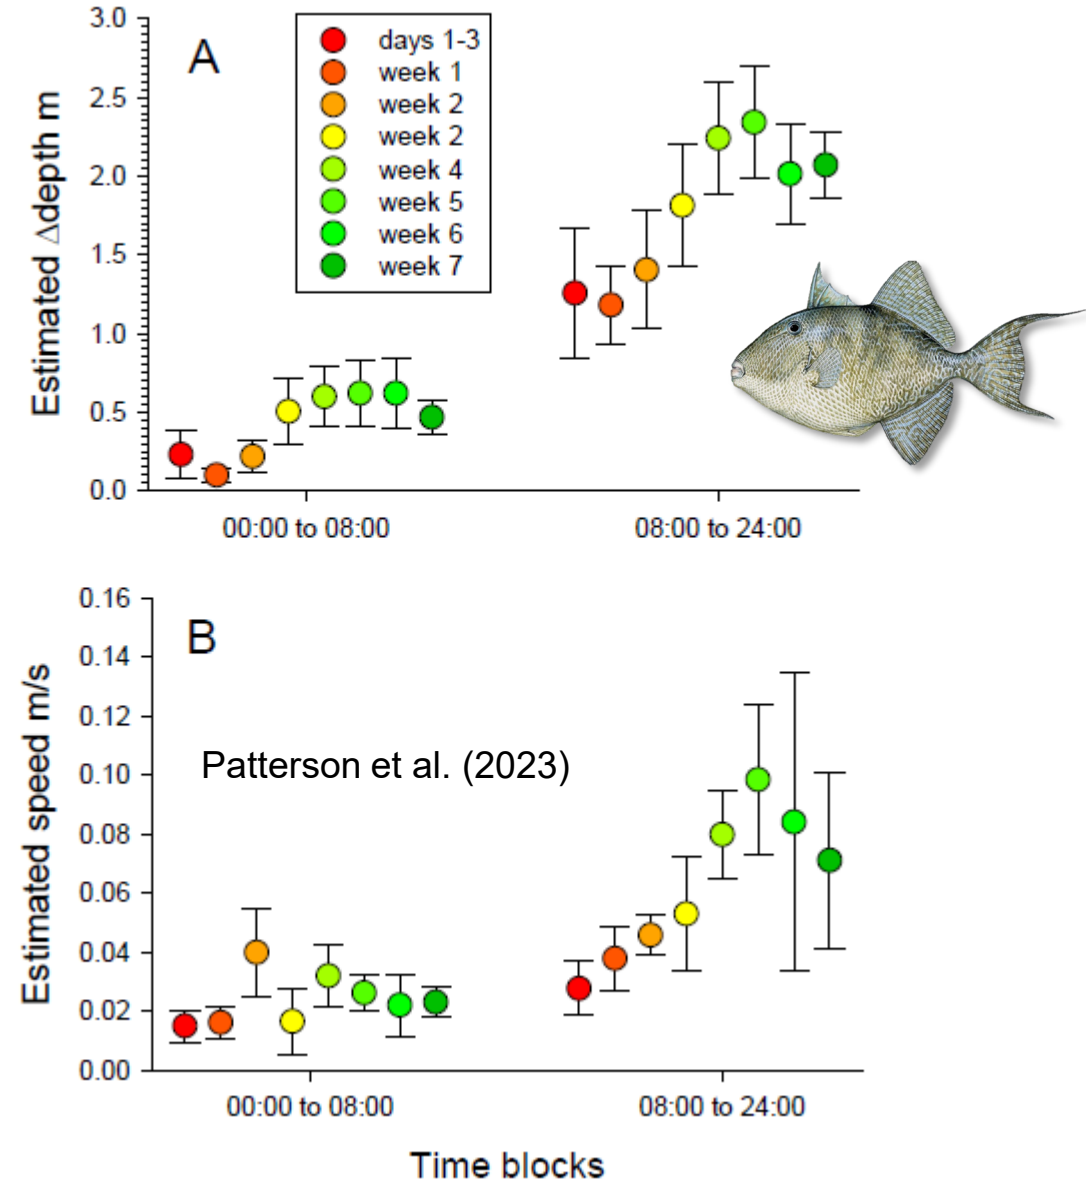 A
days 1-3
week 1
week 2
week 2
week 4
week 5
week 6
week 7
Estimated Δdepth m
3.0
2.5
2.0
1.5
1.0
0.5
0.0
00:00 to 08:00
08:00 to 24:00
B
Patterson et al. (2023)
Estimated speed m/s
0.16
0.14
0.12
0.10
0.08
0.06
0.04
0.02
0.00
00:00 to 08:00
08:00 to 24:00
Time blocks